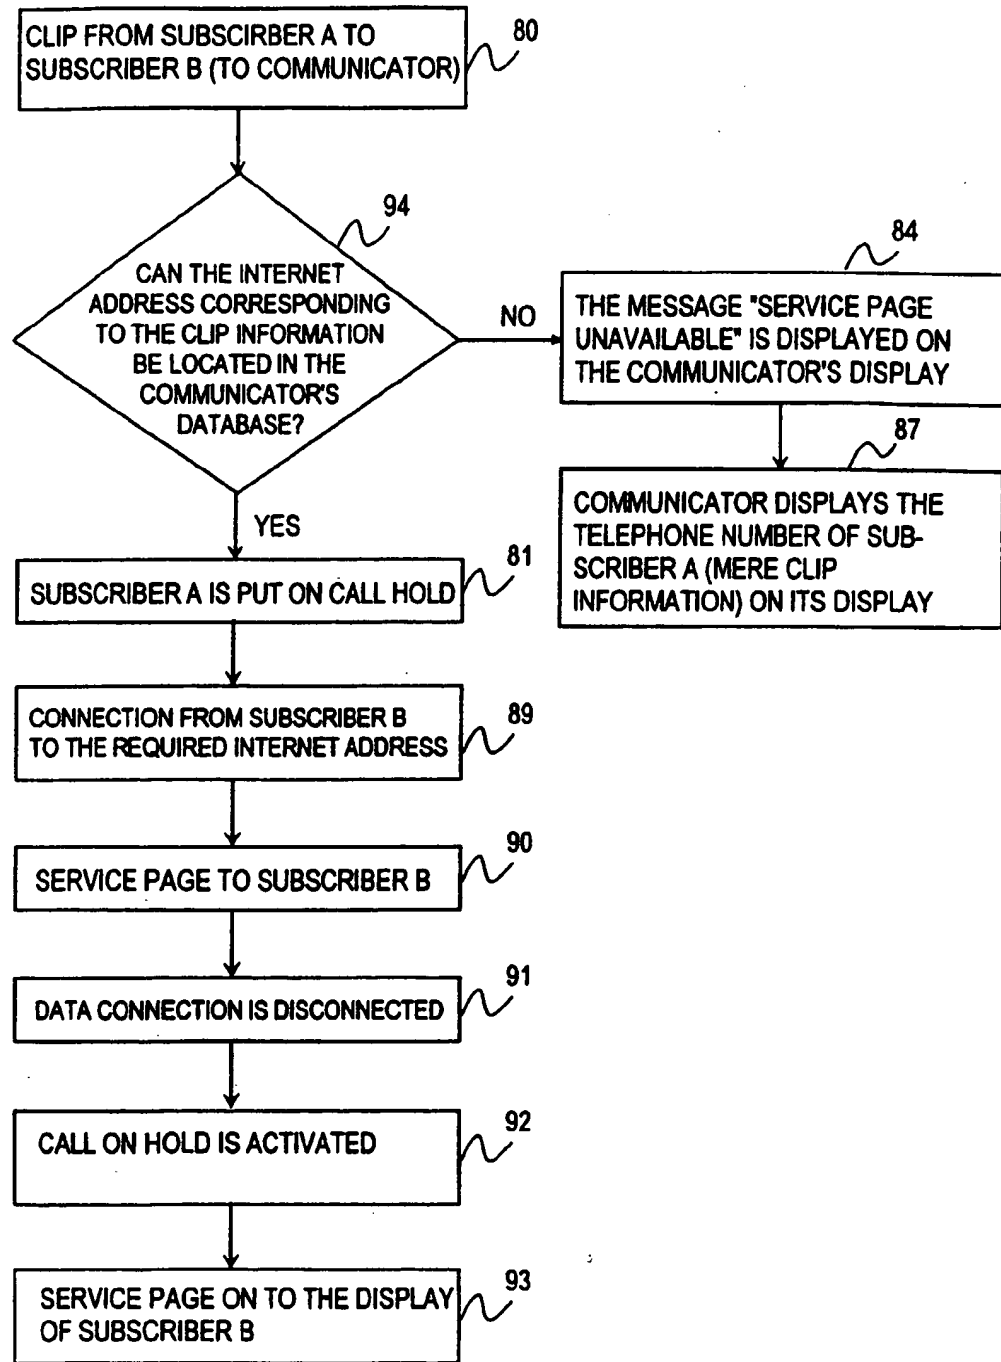 CLIP FROM SUBSCIRBER A TO
SUBSCRIBER B (TO COMMUNICATOR)
80
94
CAN THE INTERNET
ADDRESS CORRESPONDING
TO THE CLIP INFORMATION
BE LOCATED IN THE
COMMUNICATOR'S
DATABASE?
NO
84
THE MESSAGE "SERVICE PAGE
UNAVAILABLE" IS DISPLAYED ON
THE COMMUNICATOR'S DISPLAY
87
COMMUNICATOR DISPLAYS THE
TELEPHONE NUMBER OF SUB-
SCRIBER A (MERE CLIP
INFORMATION) ON ITS DISPLAY
YES
81
SUBSCRIBER A IS PUT ON CALL HOLD
CONNECTION FROM SUBSCRIBER B
TO THE REQUIRED INTERNET ADDRESS
89
90
SERVICE PAGE TO SUBSCRIBER B
91
DATA CONNECTION IS DISCONNECTED
92
CALL ON HOLD IS ACTIVATED
93
SERVICE PAGE ON TO THE DISPLAY
OF SUBSCRIBER B